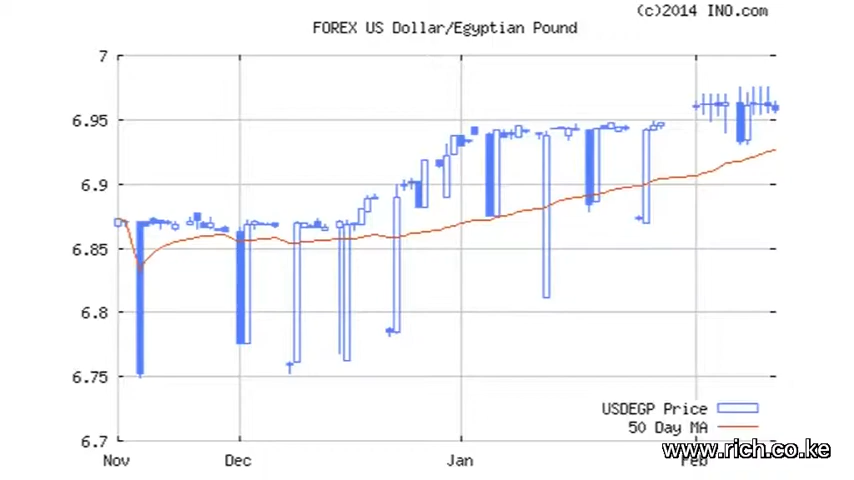 (c)2014 INO.com
FOREX US Dollar/Egyptian Pound
7
6.95
6.9
6.85
6.8
6.75
6.7
USDEGP Price
50 Day MA
Nov
Dec
Jan
Feb
www.rich.co.ke